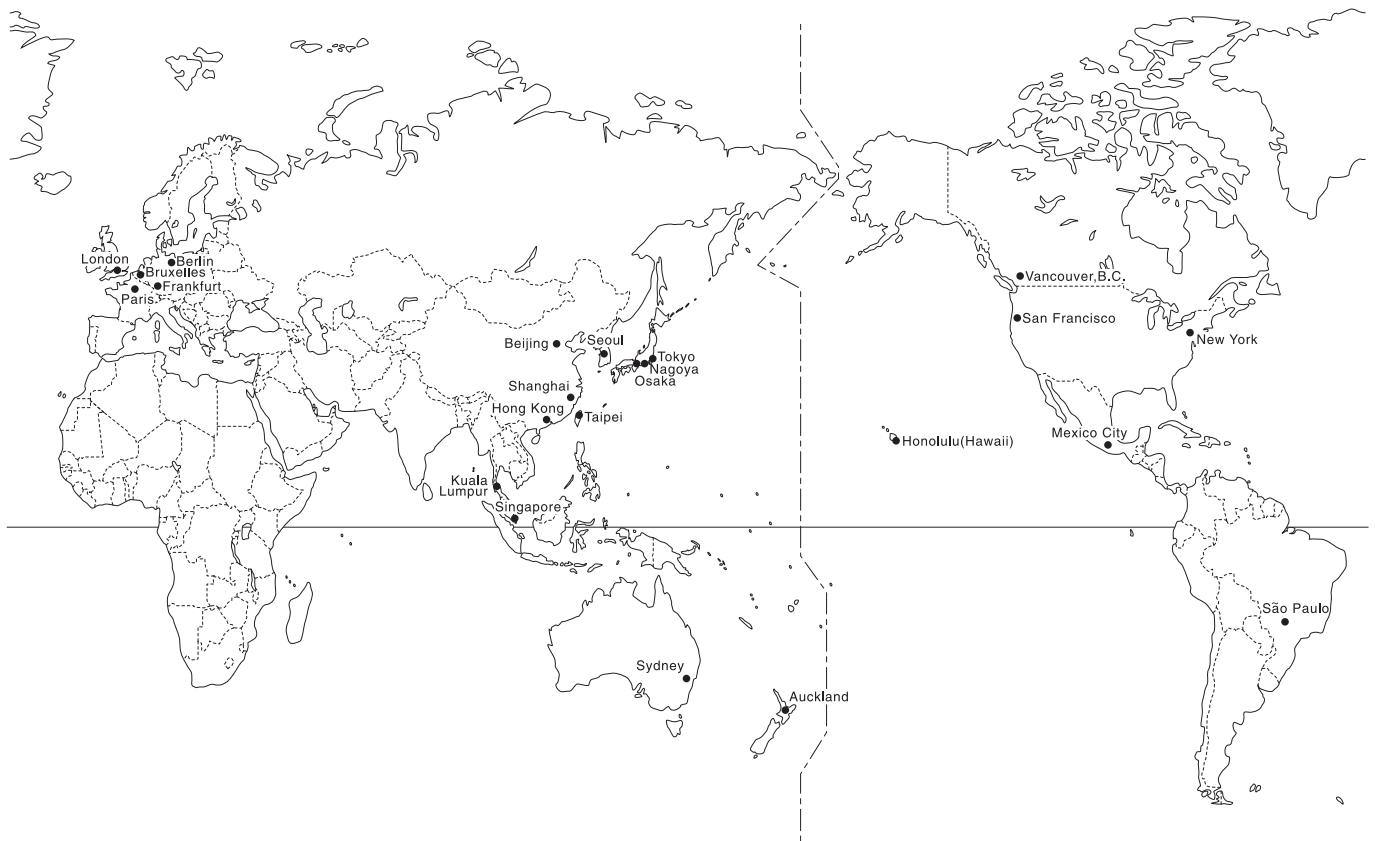 London
Berlin
Bruxelles
Frankfurt
Paris
Beijing
Seoul
Tokyo
Nagoya
Osaka
Shanghai
Hong Kong
Taipei
Kuala
Lumpur
Singapore
Sydney
Auckland
Honolulu(Hawaii)
Vancouver,B.C.
San Francisco
New York
Mexico City
São Paulo